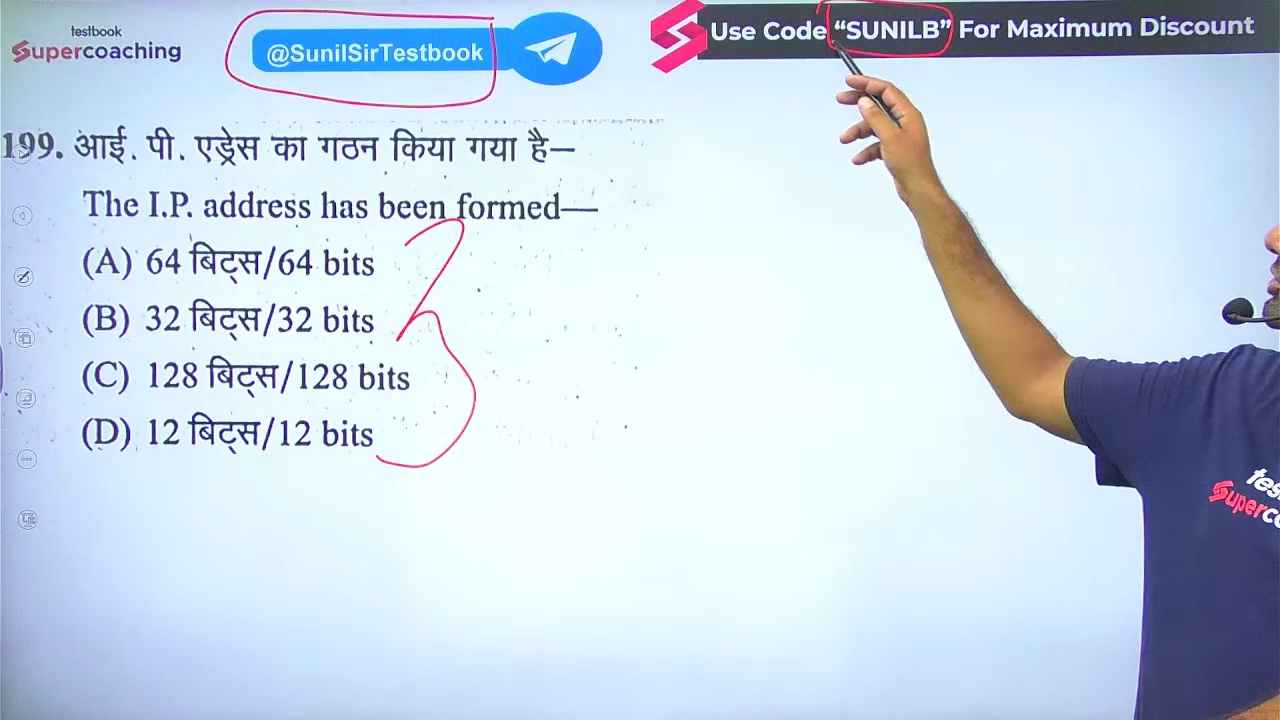 testbook
Supercoaching
@SunilSirTestbook
Use Code “SUNILB” For Maximum Discount
199. आई. पी. एड्रेस का गठन किया गया है—
The I.P. address has been formed—
(A) 64 बिट्स/64 bits
(B) 32 बिट्स/32 bits
(C) 128 बिट्स/128 bits
(D) 12 बिट्स/12 bits